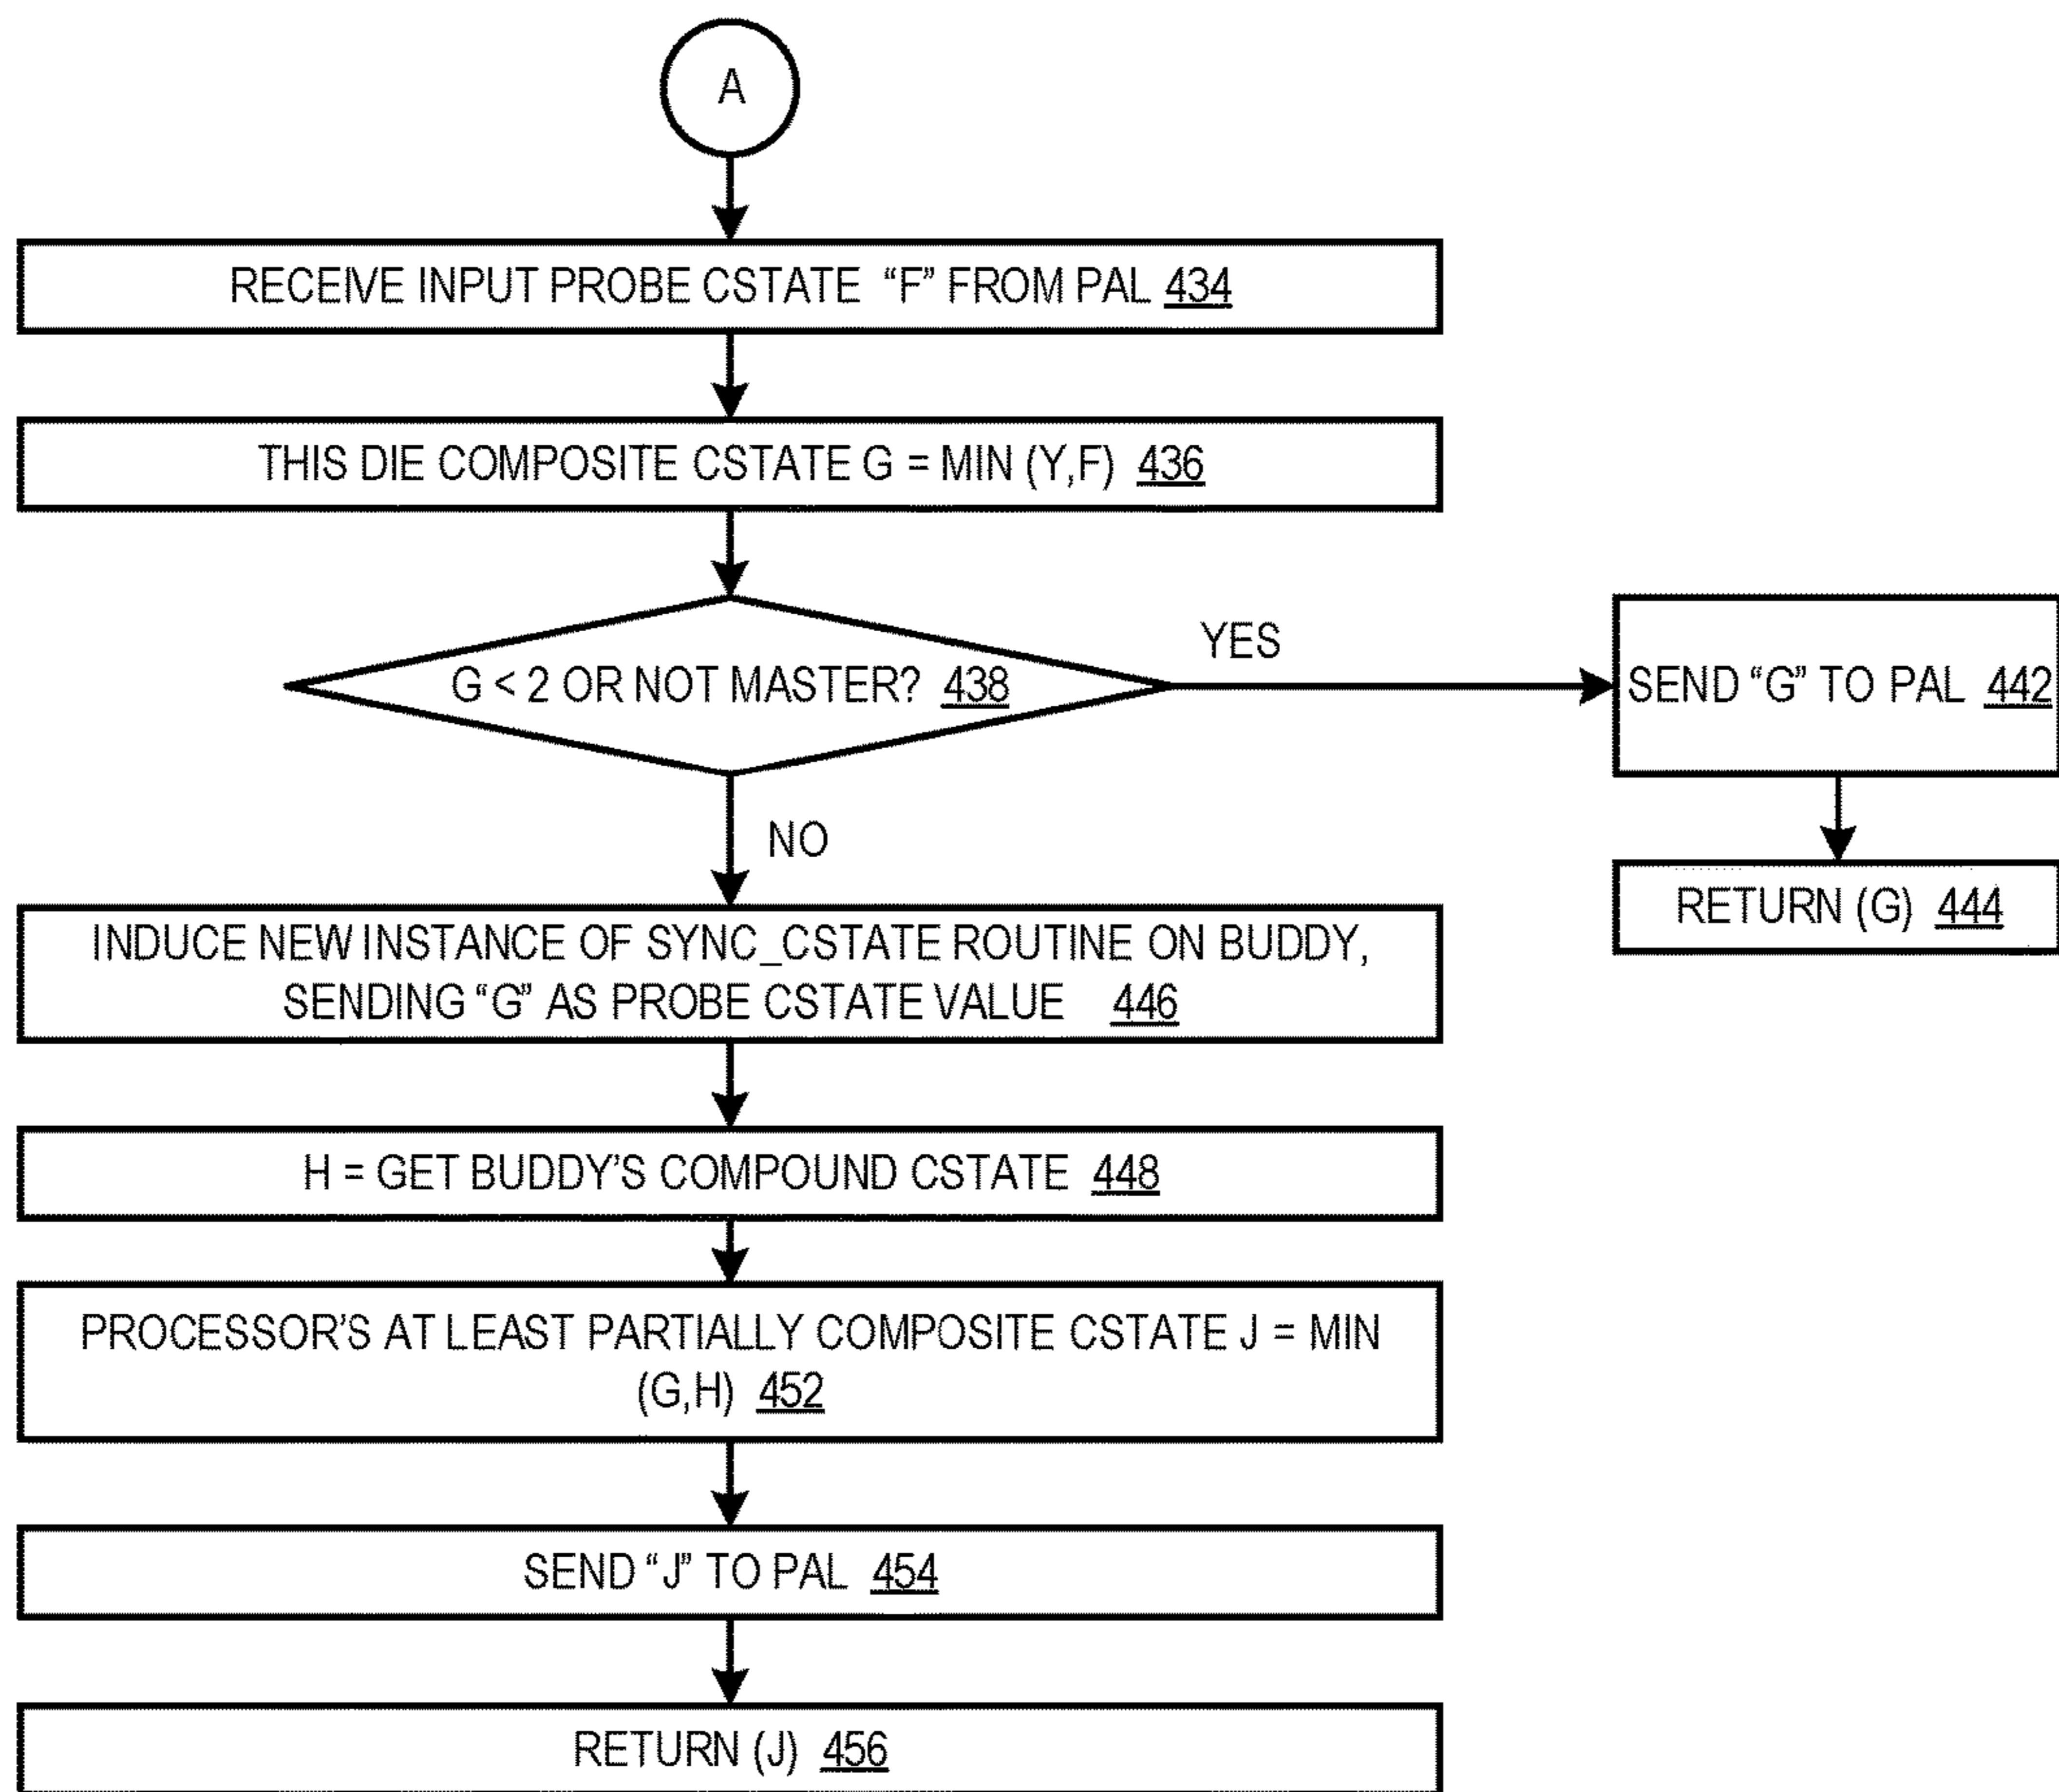 A
RECEIVE INPUT PROBE CSTATE "F" FROM PAL 434
THIS DIE COMPOSITE CSTATE G = MIN (Y,F) 436
G < 2 OR NOT MASTER? 438
YES
SEND "G" TO PAL 442
RETURN (G) 444
NO
INDUCE NEW INSTANCE OF SYNC_CSTATE ROUTINE ON BUDDY,
SENDING "G" AS PROBE CSTATE VALUE 446
H = GET BUDDY'S COMPOUND CSTATE 448
PROCESSOR'S AT LEAST PARTIALLY COMPOSITE CSTATE J = MIN
(G,H) 452
SEND "J" TO PAL 454
RETURN (J) 456